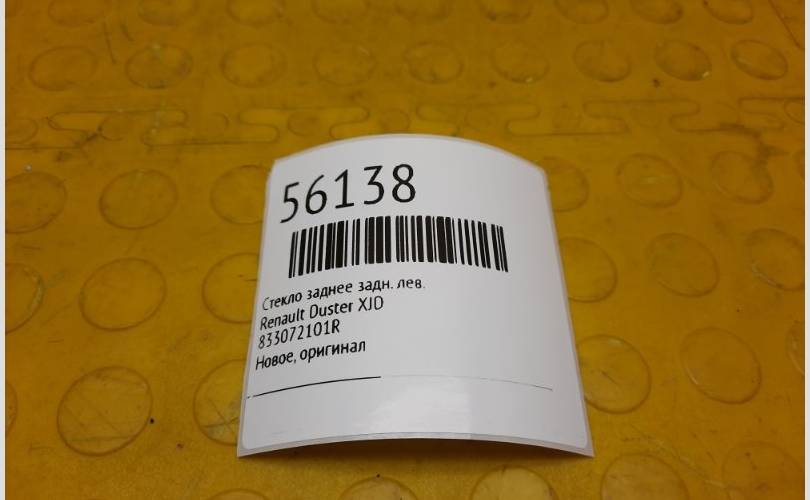 56138
Стекло заднее задн. лев.
Renault Duster XJD
833072101R
Новое, оригинал